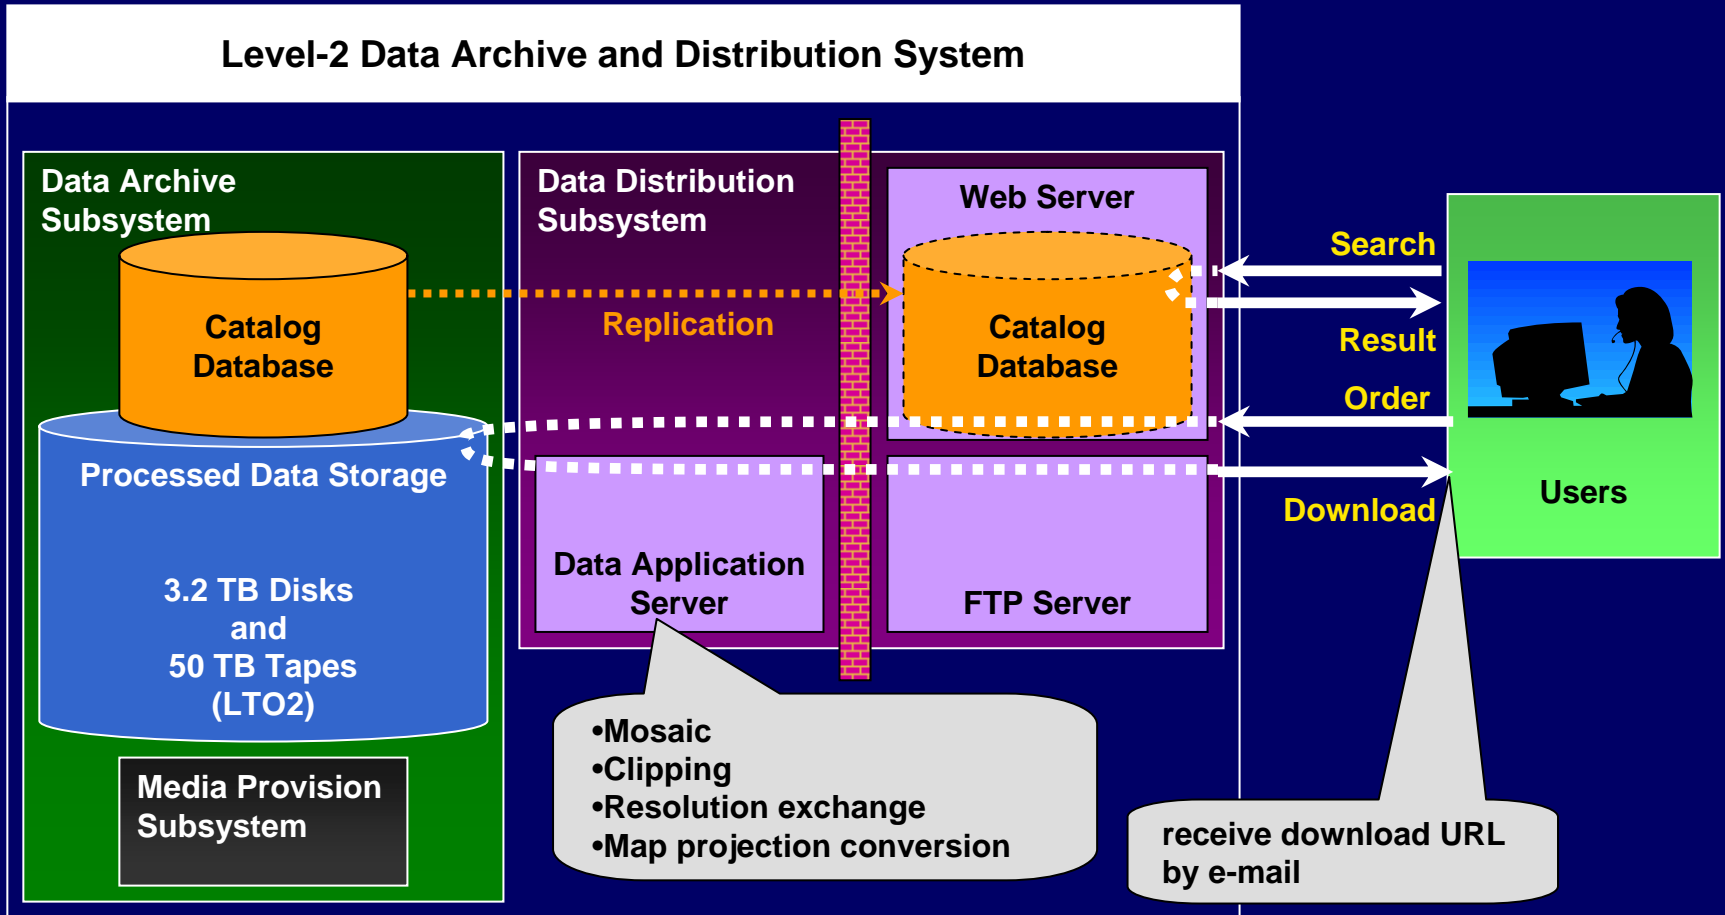 Level-2 Data Archive and Distribution System
Data Archive
Subsystem
Catalog
Database
Processed Data Storage
3.2 TB Disks
and
50 TB Tapes
(LTO2)
Media Provision
Subsystem
Data Distribution
Subsystem
Replication
Web Server
Catalog
Database
Data Application
Server
FTP Server
•Mosaic
•Clipping
•Resolution exchange
•Map projection conversion
Search
Result
Order
Download
Users
receive download URL
by e-mail